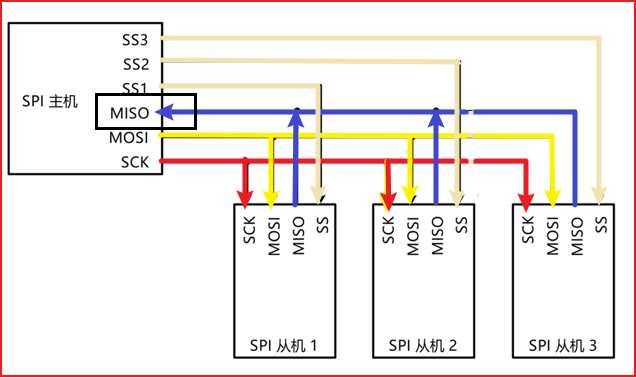 SS3
SS2
SS1
SPI 主机
MISO
MOSI
SCK
SCK MOSI MISO SS
SCK MOSI MISO SS
SCK MOSI MISO SS
SPI 从机 1
SPI 从机 2
SPI 从机 3